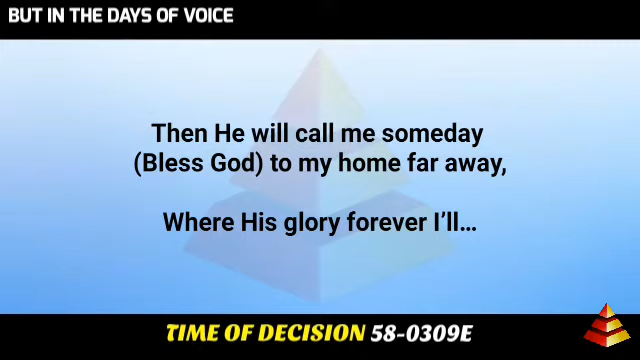 BUT IN THE DAYS OF VOICE
Then He will call me someday
(Bless God) to my home far away,
Where His glory forever I’ll…
TIME OF DECISION 58-0309E